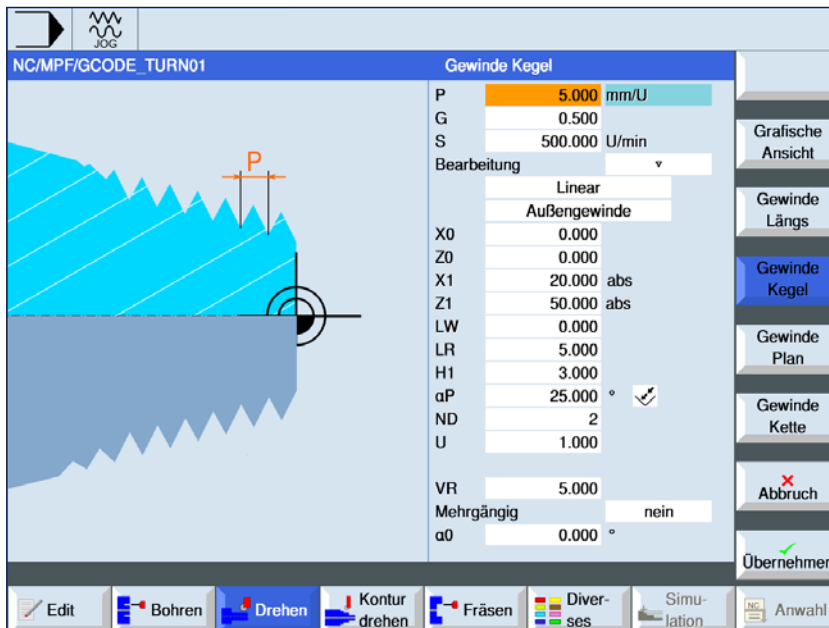 JOG
NC/MPF/GCODE_TURN01
Gewinde Kegel
P 5.000 mm/U
G 0.500
S 500.000 U/min
Bearbeitung ▿
Linear
Außengewinde
X0 0.000
Z0 0.000
X1 20.000 abs
Z1 50.000 abs
LW 0.000
LR 5.000
H1 3.000
αP 25.000 °
ND 2
U 1.000
VR 5.000
Mehrgängig nein
α0 0.000 °
P
Grafische
Ansicht
Gewinde
Längs
Gewinde
Kegel
Gewinde
Plan
Gewinde
Kette
Abbruch
Übernehmen
Edit
Bohren
Drehen
Kontur
drehen
Fräsen
Diver-
ses
Simu-
lation
NC
Anwahl